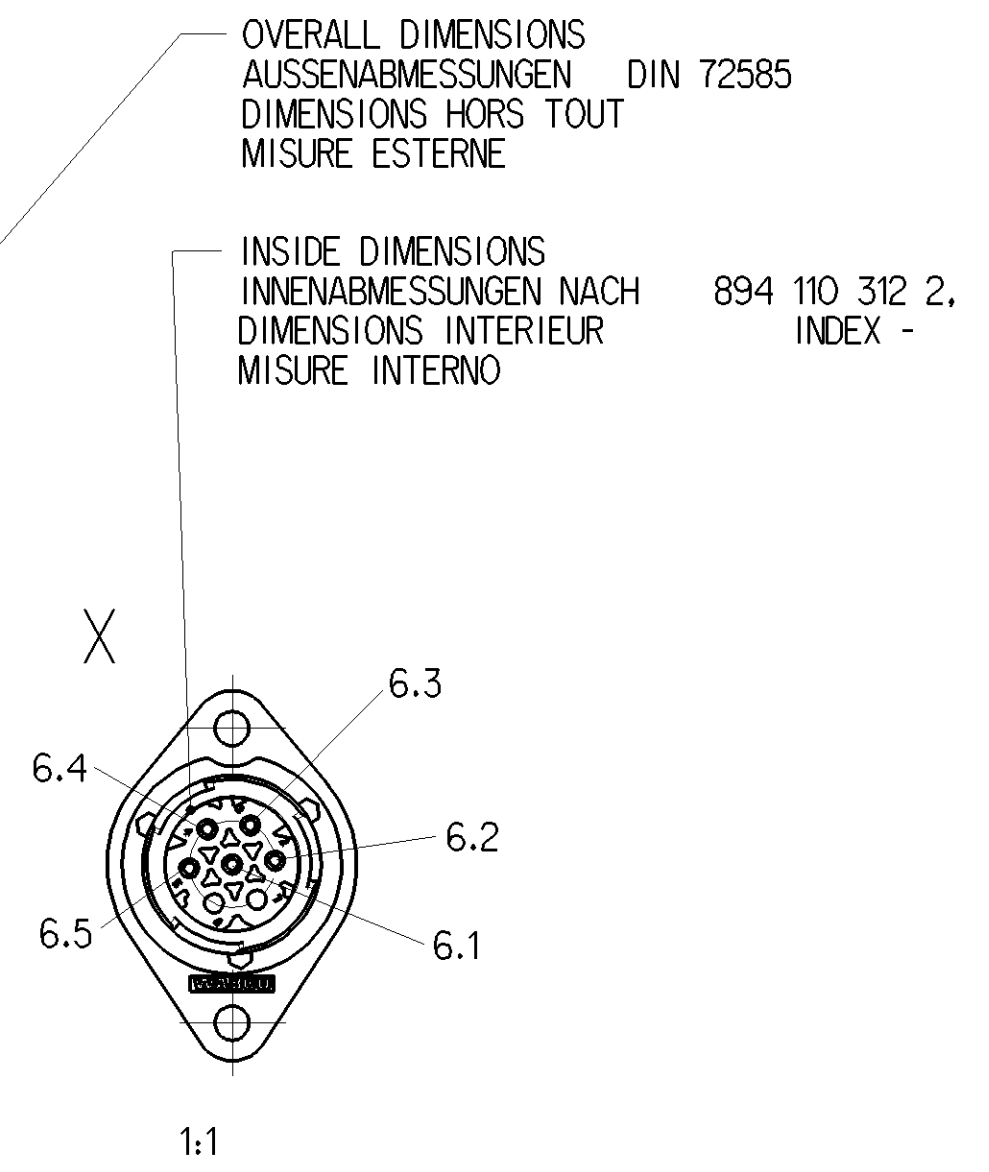 OVERALL DIMENSIONS
AUSSENABMESSUNGEN DIN 72585
DIMENSIONS HORS TOUT
MISURE ESTERNE
INSIDE DIMENSIONS
INNENABMESSUNGEN NACH 894 110 312 2,
DIMENSIONS INTERIEUR INDEX -
MISURE INTERNO
X
6.3
6.4
6.2
6.5
6.1
WABCO
1:1